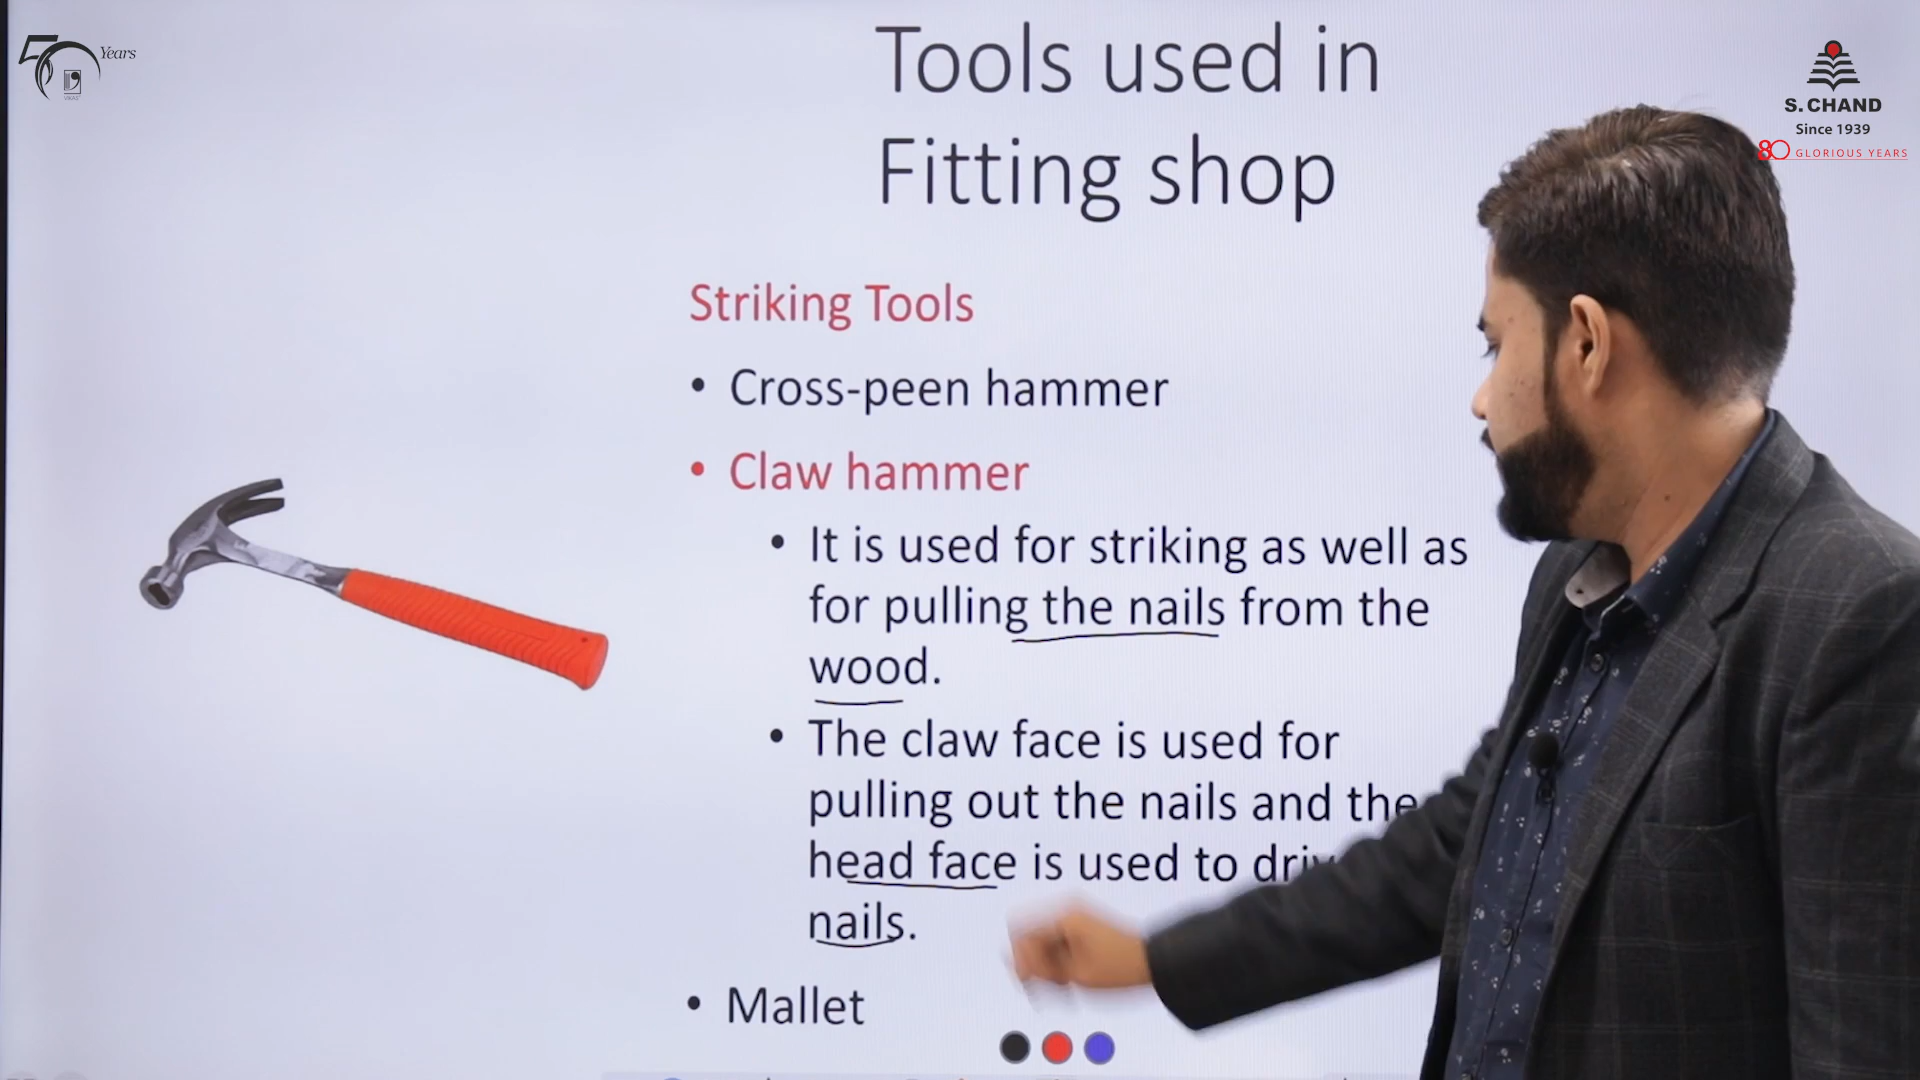 50 Years
S. CHAND
Since 1939
80 GLORIOUS YEARS
Tools used in
Fitting shop
Striking Tools
• Cross-peen hammer
• Claw hammer
• It is used for striking as well as
for pulling the nails from the
wood.
• The claw face is used for
pulling out the nails and the
head face is used to
nails.
• Mallet